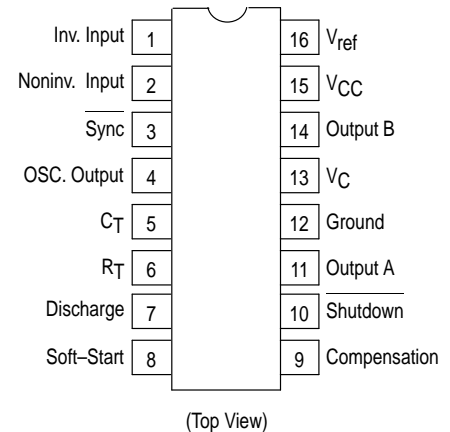 Inv. Input 1 16 Vref
Noninv. Input 2 15 VCC
Sync 3 14 Output B
OSC. Output 4 13 VC
CT 5 12 Ground
RT 6 11 Output A
Discharge 7 10 Shutdown
Soft–Start 8 9 Compensation
(Top View)